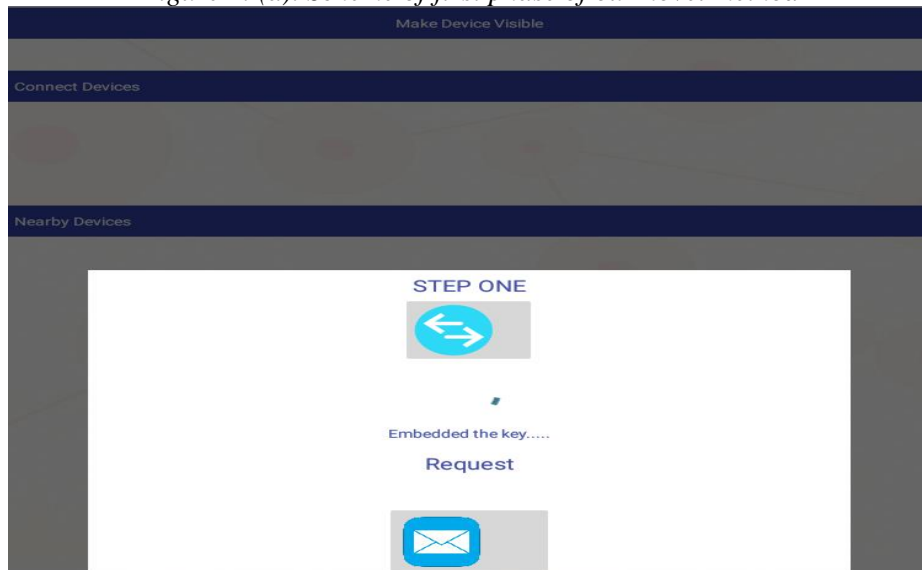 Make Device Visible
Connect Devices
Nearby Devices
STEP ONE
Embedded the key.....
Request